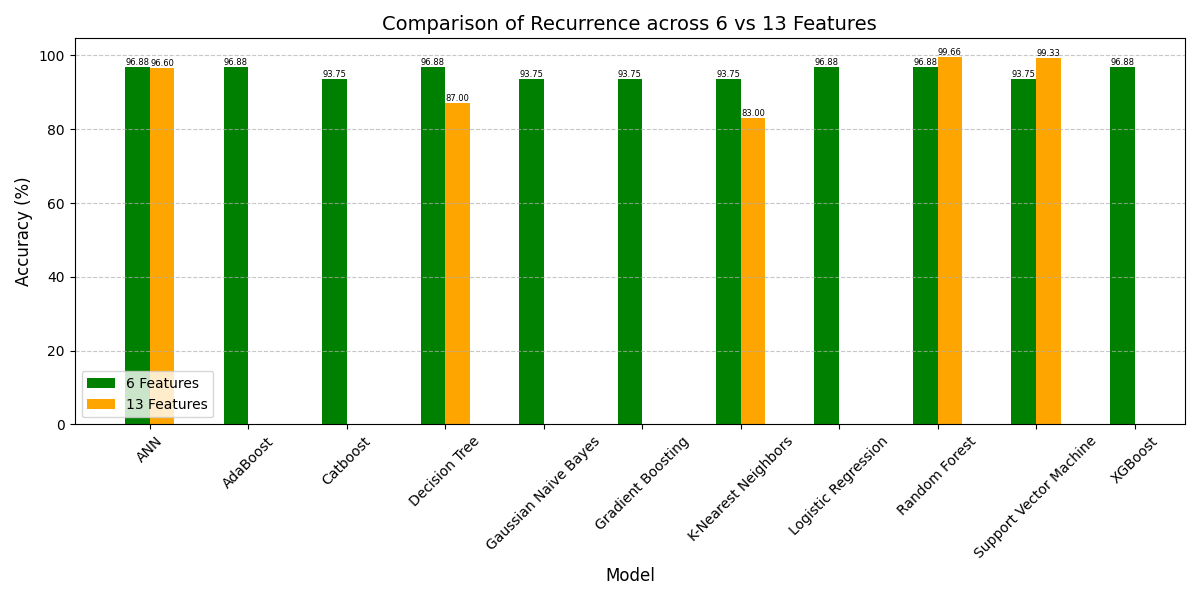 Comparison of Recurrence across 6 vs 13 Features
Accuracy (%)
100
80
60
40
20
0
96.88
96.60
96.88
93.75
96.88
87.00
93.75
93.75
93.75
83.00
96.88
96.88
99.66
93.75
99.33
96.88
6 Features
13 Features
ANN
AdaBoost
Catboost
Decision Tree
Gaussian Naive Bayes
Gradient Boosting
K-Nearest Neighbors
Logistic Regression
Random Forest
Support Vector Machine
XGBoost
Model